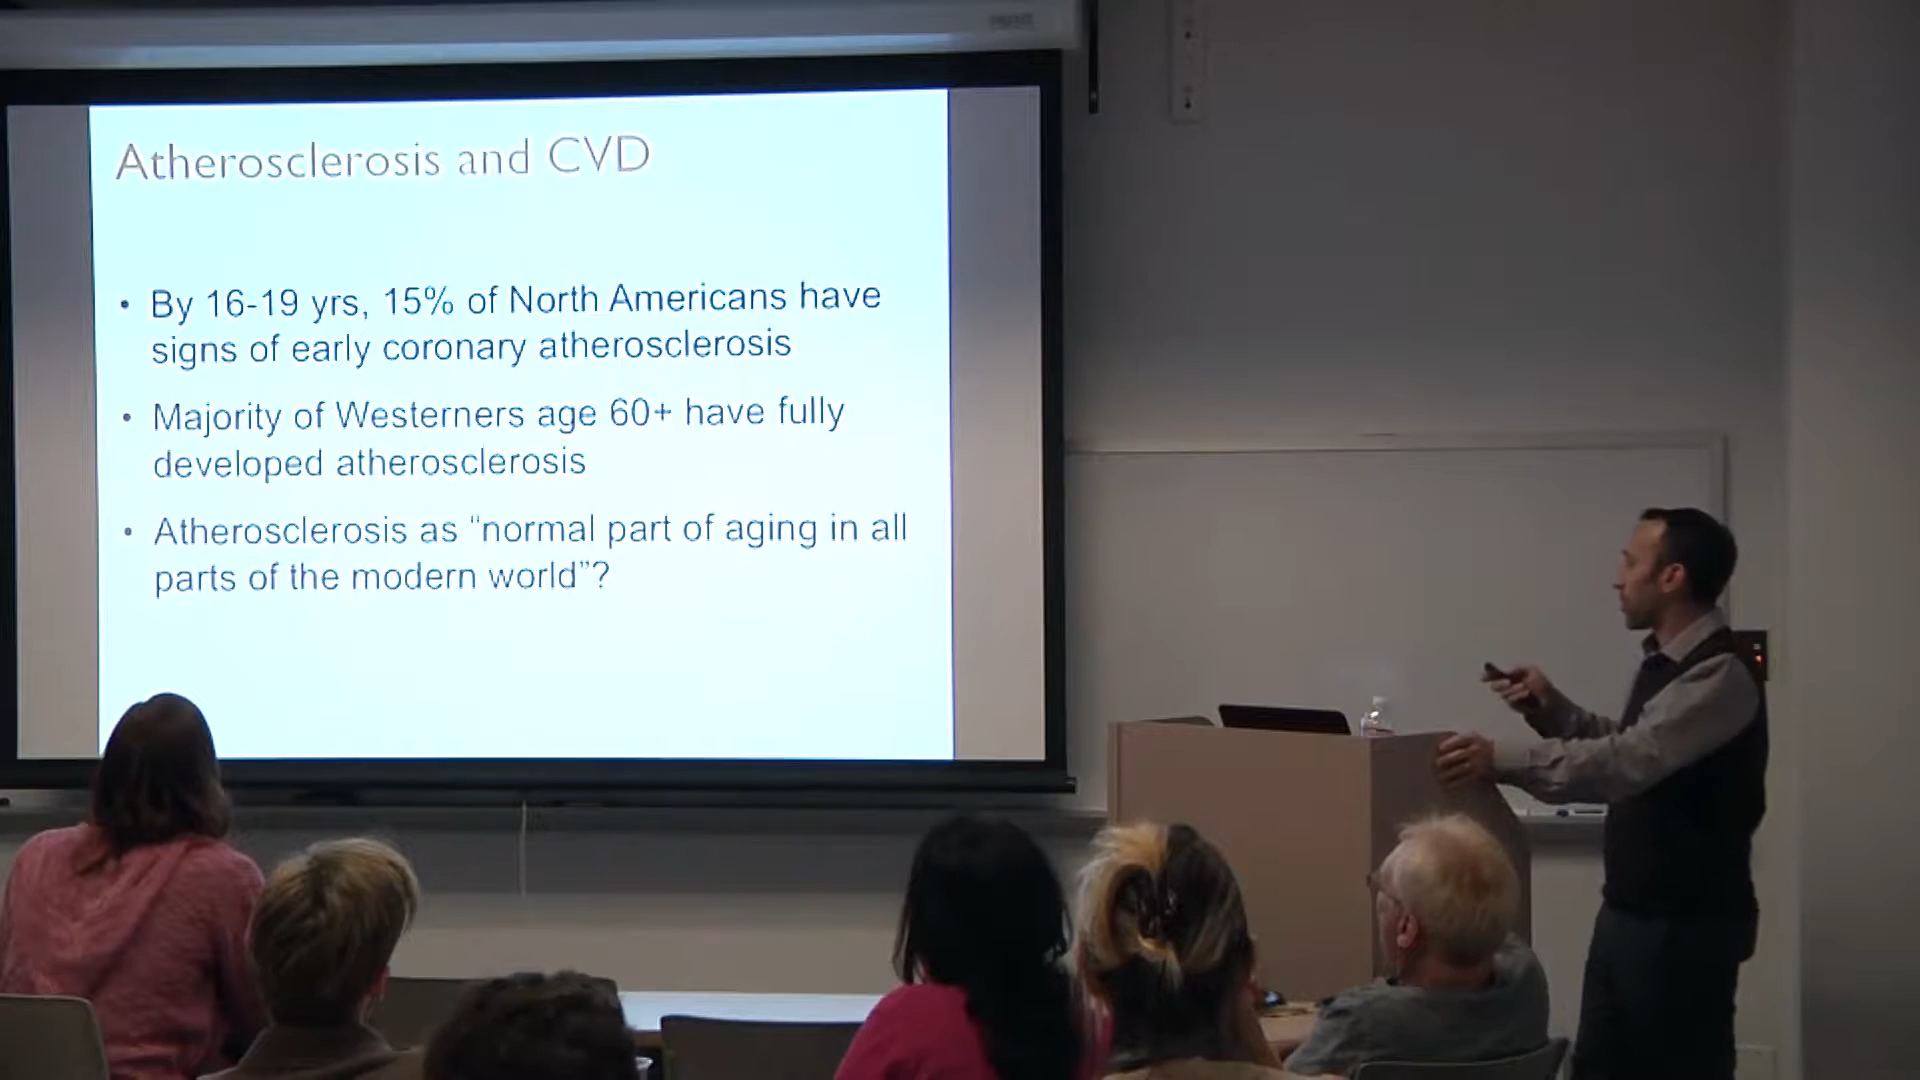 Atherosclerosis and CVD
• By 16-19 yrs, 15% of North Americans have
signs of early coronary atherosclerosis
• Majority of Westerners age 60+ have fully
developed atherosclerosis
• Atherosclerosis as “normal part of aging in all
parts of the modern world”?